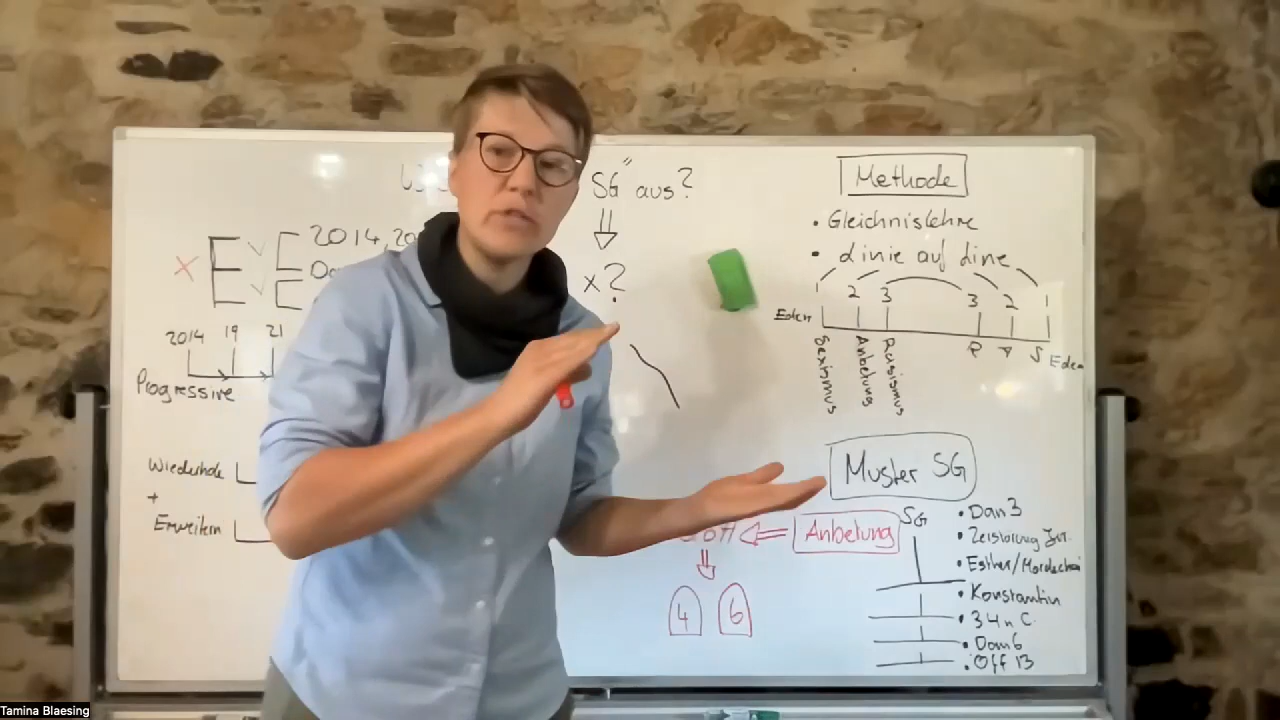 SG" aus?
x?
x E E 2014, 20
2014 19 21
Progressive
Wiederhole
+
Erweitern
Methode
• Gleichnislehre
• Linie auf Linie
1 2 3 3 2 1
Eden
Sexismus
Anbetung
Rassismus
R A S Eden
Muster SG
SG
• Dan 3
• Zerstörung Jer.
• Esther/Mordechai
• Konstantin
• 34 n C.
• Dan6
• Off 13
Anbetung
4 6
Tamina Blaesing